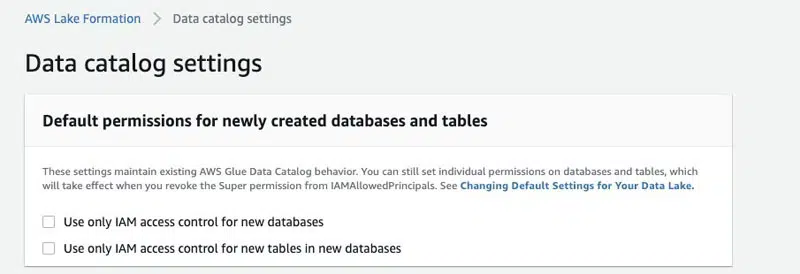 AWS Lake Formation > Data catalog settings
Data catalog settings
Default permissions for newly created databases and tables
These settings maintain existing AWS Glue Data Catalog behavior. You can still set individual permissions on databases and tables, which
will take effect when you revoke the Super permission from IAMAllowedPrincipals. See Changing Default Settings for Your Data Lake.
Use only IAM access control for new databases
Use only IAM access control for new tables in new databases